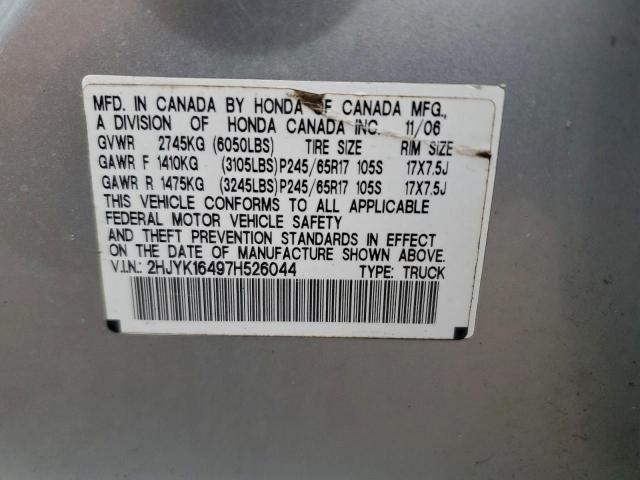 MFD. IN CANADA BY HONDA OF CANADA MFG.,
A DIVISION OF HONDA CANADA INC. 11/06
GVWR 2745KG (6050LBS) TIRE SIZE RIM SIZE
GAWR F 1410KG (3105LBS) P245/65R17 105S 17X7.5J
GAWR R 1475KG (3245LBS) P245/65R17 105S 17X7.5J
THIS VEHICLE CONFORMS TO ALL APPLICABLE
FEDERAL MOTOR VEHICLE SAFETY
AND THEFT PREVENTION STANDARDS IN EFFECT
ON THE DATE OF MANUFACTURE SHOWN ABOVE.
V.I.N.: 2HJYK16497H526044 TYPE: TRUCK